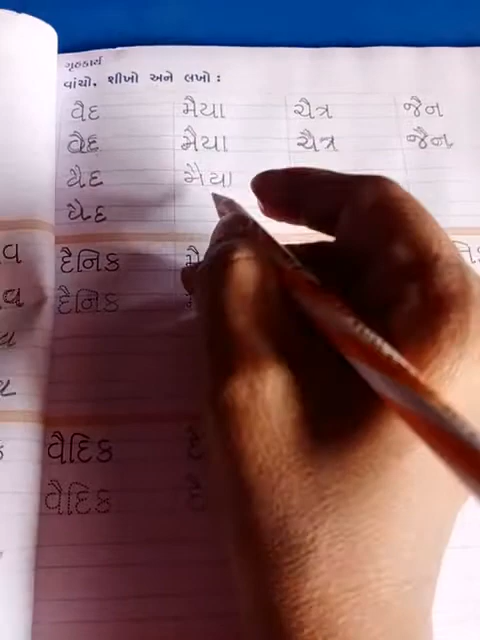 ગૃહકાર્ય
વાંચો, શીખો અને લખો :
વૈદ મૈયા ચૈત્ર જૈન
વૈદ મૈયા ચૈત્ર જૈન
વૈદ મૈયા
વૈદ
દૈનિક
દૈનિક
વૈદિક
વૈદિક